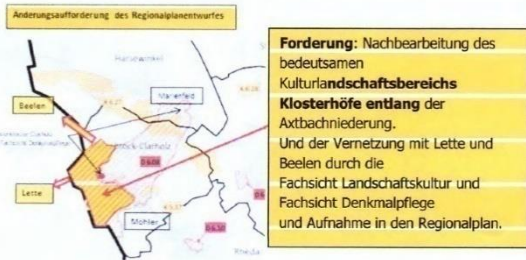 Änderungsaufforderung des Regionalplanentwurfes
Harsewinkel
Beelen
Marienfeld
Lette
Möhler
Rheda
Forderung: Nachbearbeitung des
bedeutsamen
Kulturlandschaftsbereichs
Klosterhöfe entlang der
Axtbachniederung.
Und der Vernetzung mit Lette und
Beelen durch die
Fachsicht Landschaftskultur und
Fachsicht Denkmalpflege
und Aufnahme in den Regionalplan.